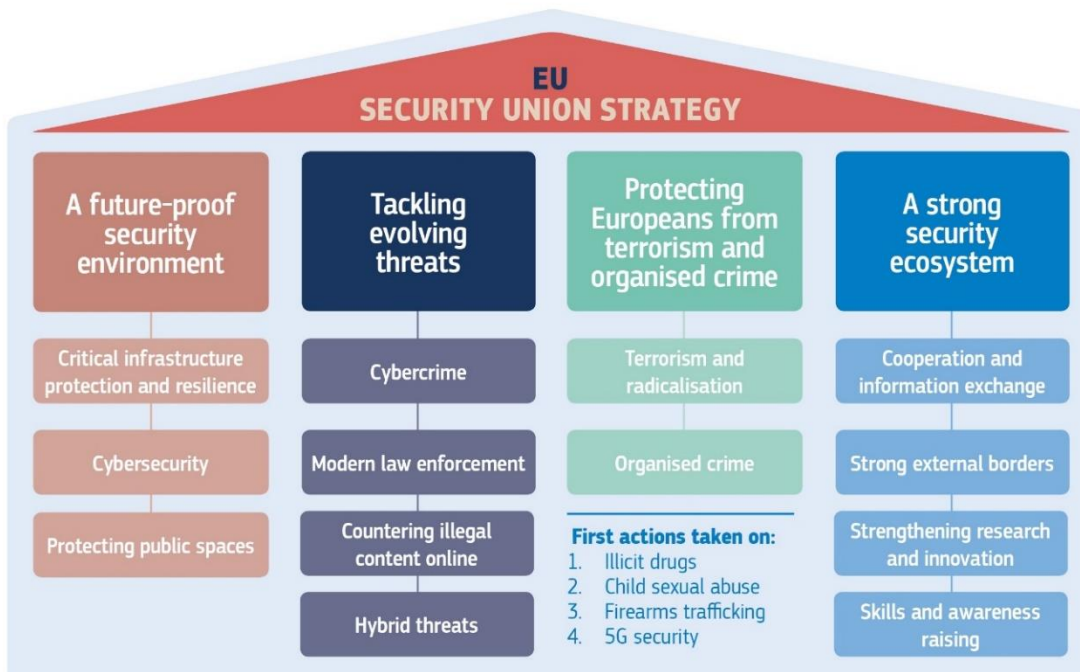 EU
SECURITY UNION STRATEGY
A future-proof
security
environment
Critical infrastructure
protection and resilience
Cybersecurity
Protecting public spaces
Tackling
evolving
threats
Cybercrime
Modern law enforcement
Countering illegal
content online
Hybrid threats
Protecting
Europeans from
terrorism and
organised crime
Terrorism and
radicalisation
Organised crime
First actions taken on:
1. Illicit drugs
2. Child sexual abuse
3. Firearms trafficking
4. 5G security
A strong
security
ecosystem
Cooperation and
information exchange
Strong external borders
Strengthening research
and innovation
Skills and awareness
raising